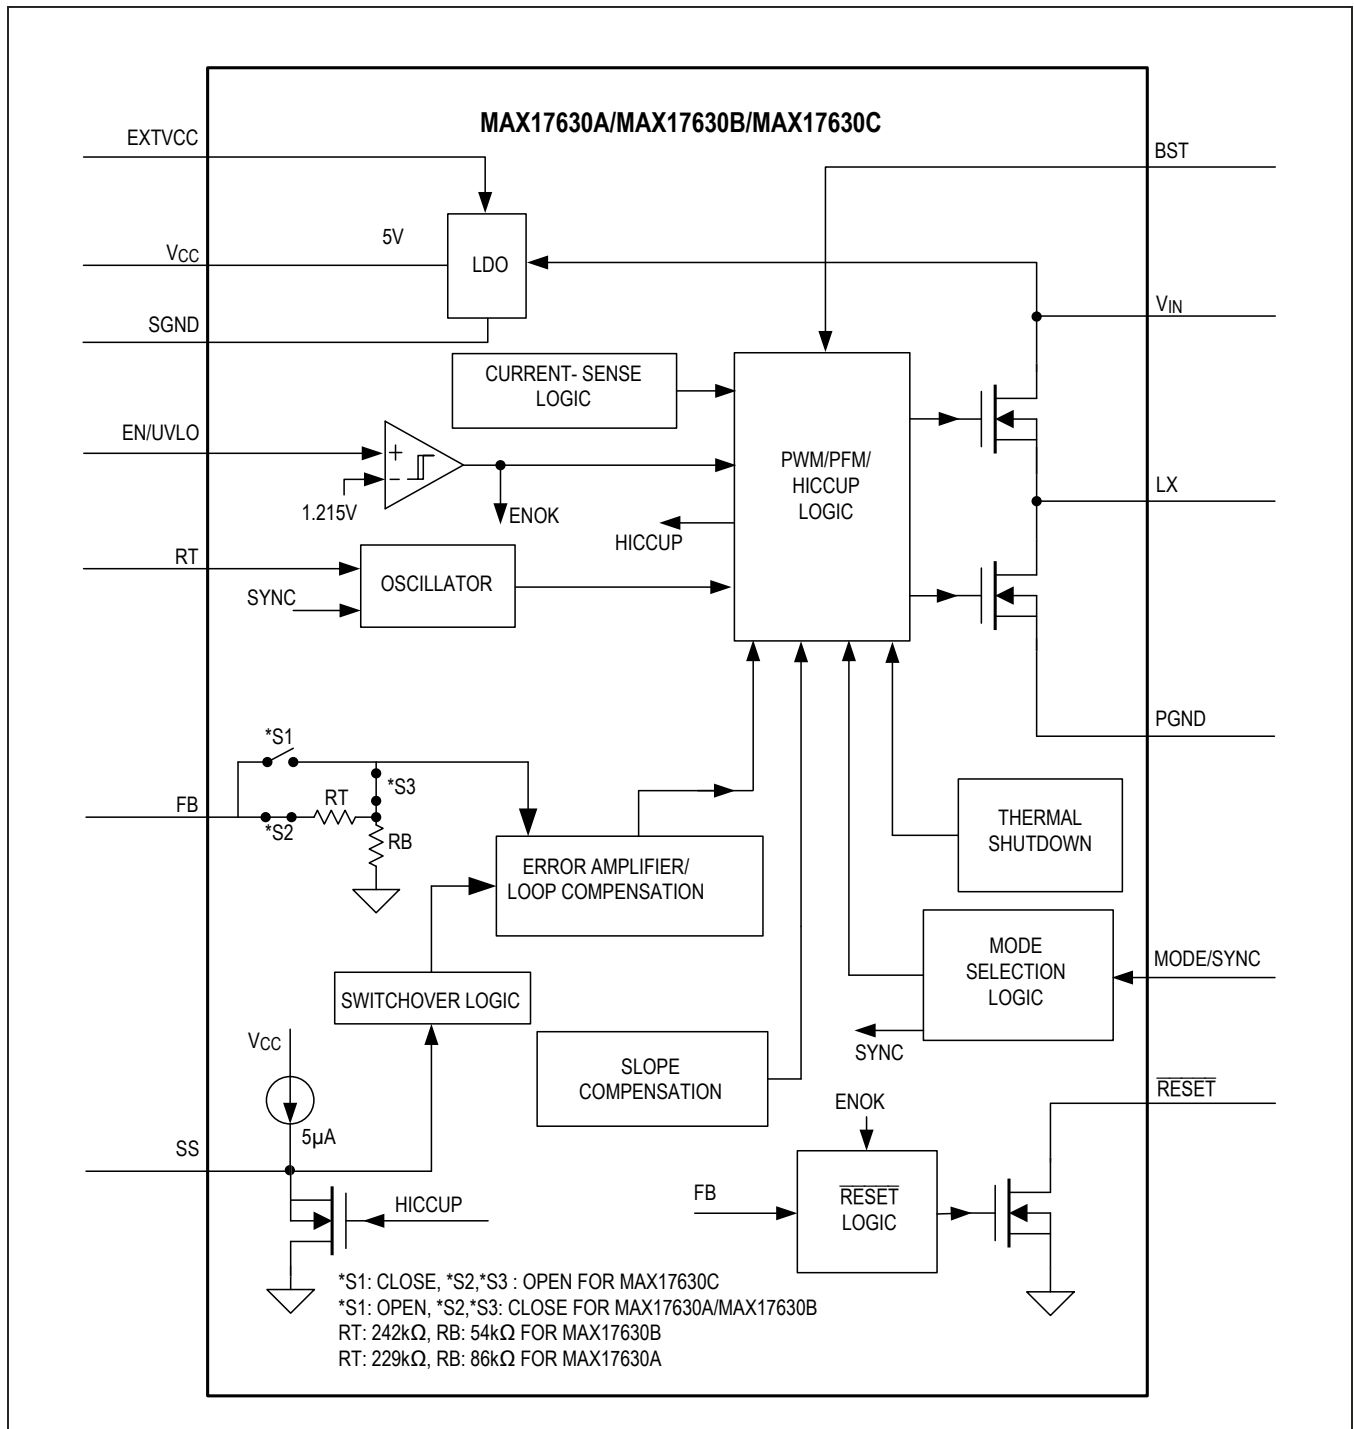 MAX17630A/MAX17630B/MAX17630C
EXTVCC
BST
5V
VCC
LDO
VIN
SGND
CURRENT- SENSE
LOGIC
EN/UVLO
+
-
1.215V
ENOK
PWM/PFM/
HICCUP
LOGIC
LX
HICCUP
RT
OSCILLATOR
SYNC
PGND
*S1
*S3
RT
FB
*S2
RB
THERMAL
SHUTDOWN
ERROR AMPLIFIER/
LOOP COMPENSATION
MODE
SELECTION
LOGIC
MODE/SYNC
SWITCHOVER LOGIC
SYNC
VCC
SLOPE
COMPENSATION
RESET
ENOK
5µA
SS
HICCUP
FB
RESET
LOGIC
*S1: CLOSE, *S2,*S3 : OPEN FOR MAX17630C
*S1: OPEN, *S2,*S3: CLOSE FOR MAX17630A/MAX17630B
RT: 242kΩ, RB: 54kΩ FOR MAX17630B
RT: 229kΩ, RB: 86kΩ FOR MAX17630A